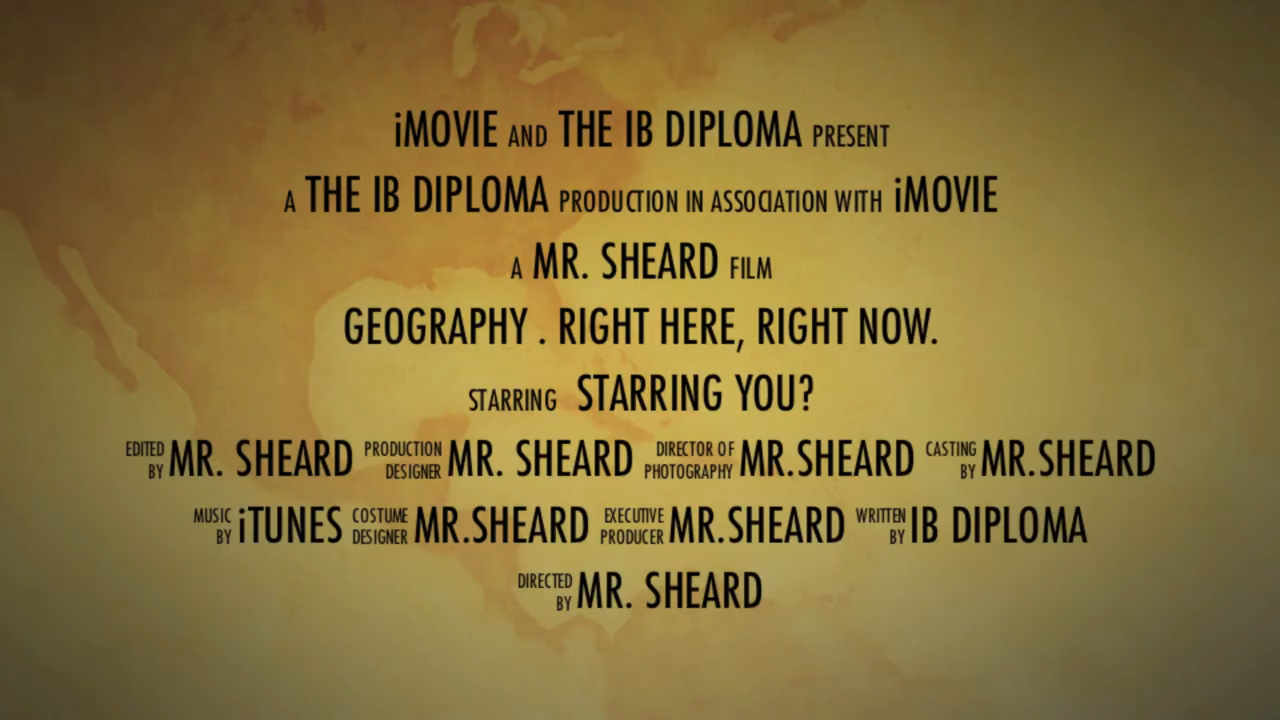 iMOVIE AND THE IB DIPLOMA PRESENT
A THE IB DIPLOMA PRODUCTION IN ASSOCIATION WITH iMOVIE
A MR. SHEARD FILM
GEOGRAPHY . RIGHT HERE, RIGHT NOW.
STARRING STARRING YOU?
EDITED BY MR. SHEARD PRODUCTION DESIGNER MR. SHEARD DIRECTOR OF PHOTOGRAPHY MR.SHEARD CASTING BY MR.SHEARD
MUSIC BY iTUNES COSTUME DESIGNER MR.SHEARD EXECUTIVE PRODUCER MR.SHEARD WRITTEN BY IB DIPLOMA
DIRECTED BY MR. SHEARD